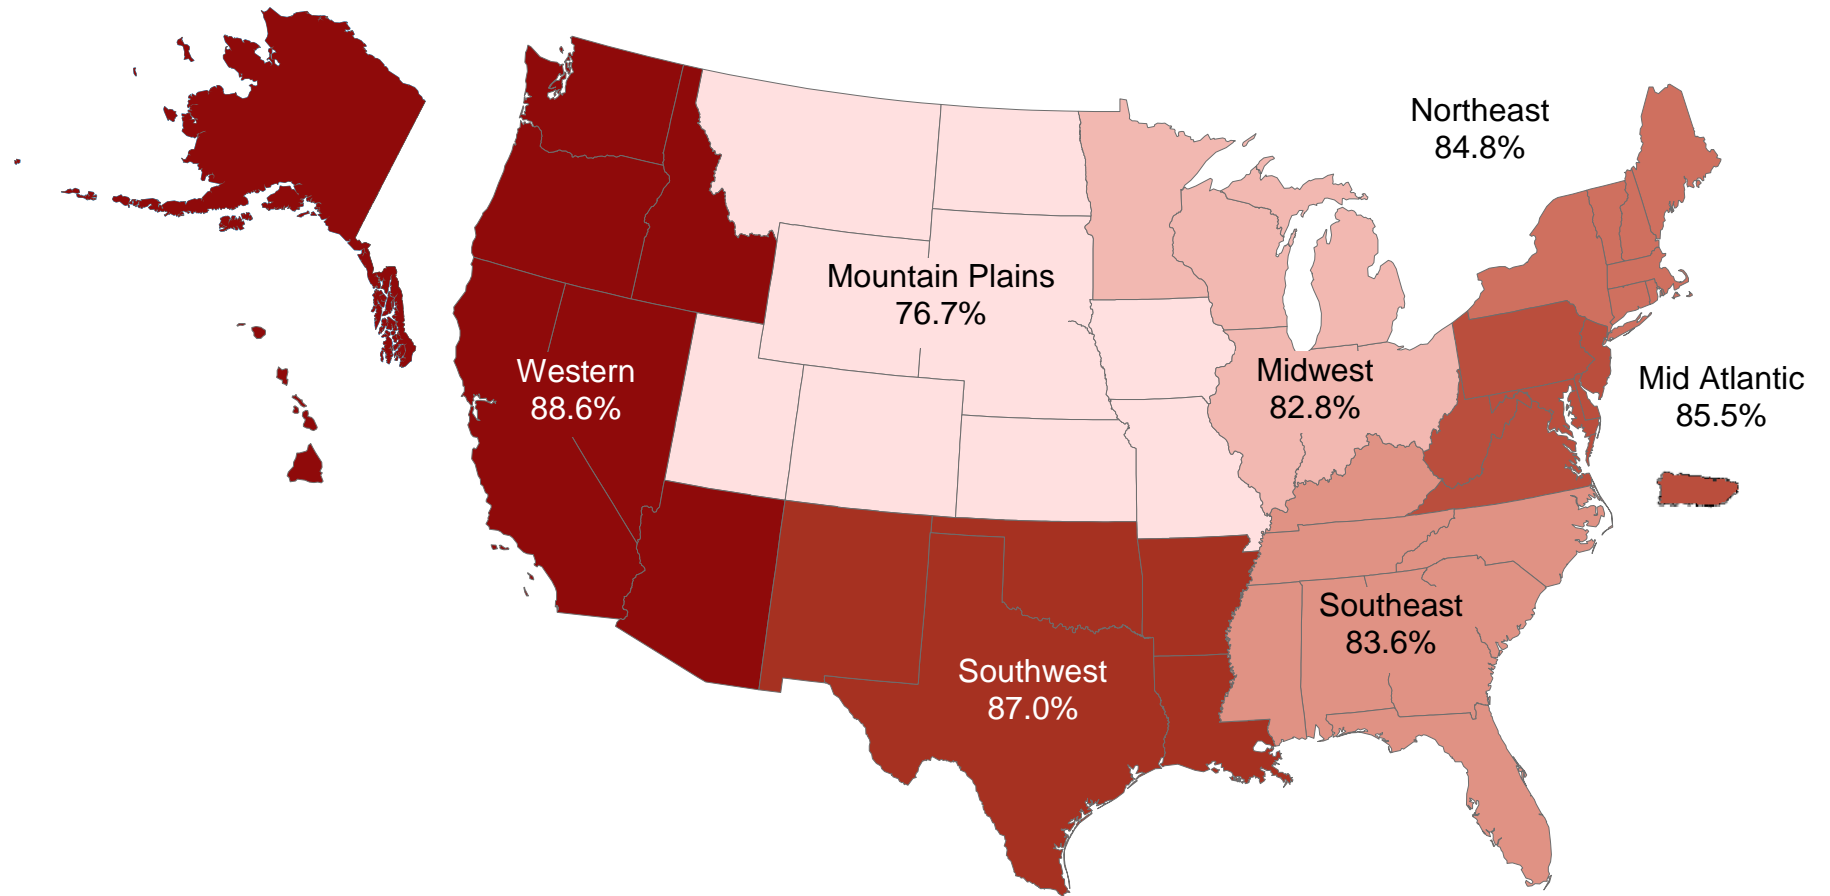 Northeast
84.8%
Mountain Plains
76.7%
Western
88.6%
Midwest
82.8%
Mid Atlantic
85.5%
Southeast
83.6%
Southwest
87.0%